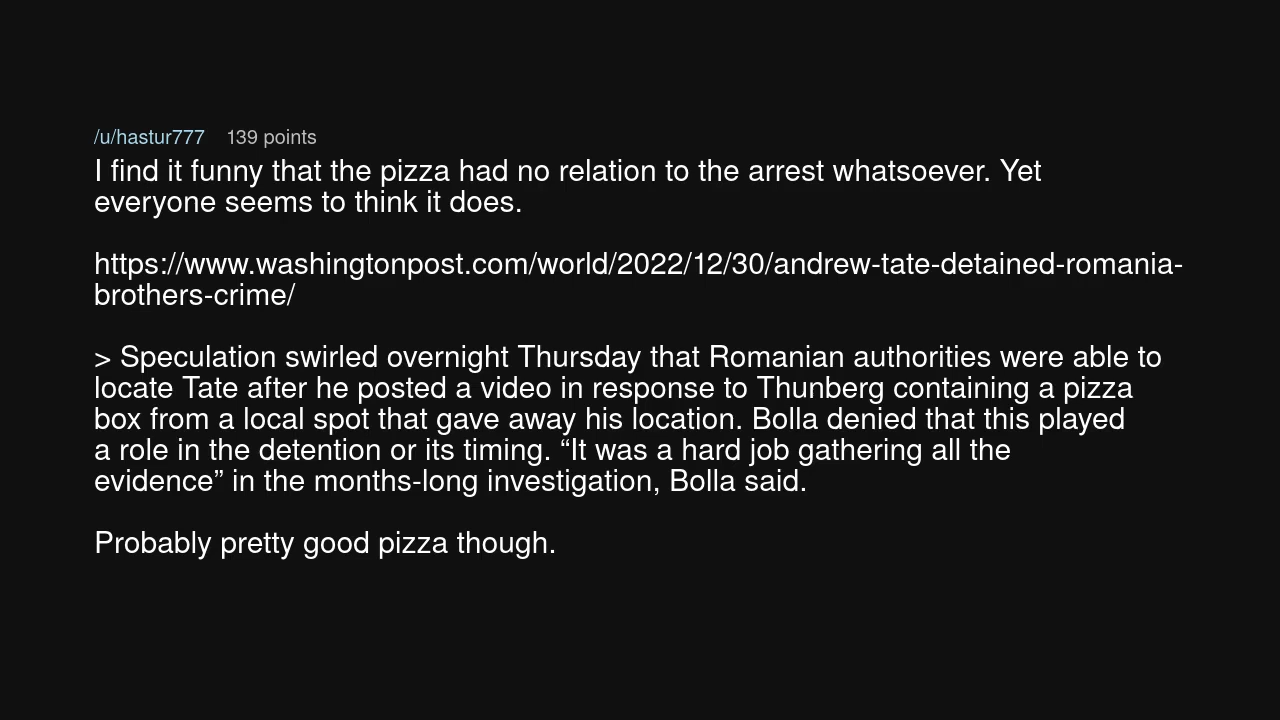 /u/hastur777 139 points
I find it funny that the pizza had no relation to the arrest whatsoever. Yet
everyone seems to think it does.
https://www.washingtonpost.com/world/2022/12/30/andrew-tate-detained-romania-
brothers-crime/
> Speculation swirled overnight Thursday that Romanian authorities were able to
locate Tate after he posted a video in response to Thunberg containing a pizza
box from a local spot that gave away his location. Bolla denied that this played
a role in the detention or its timing. “It was a hard job gathering all the
evidence” in the months-long investigation, Bolla said.
Probably pretty good pizza though.